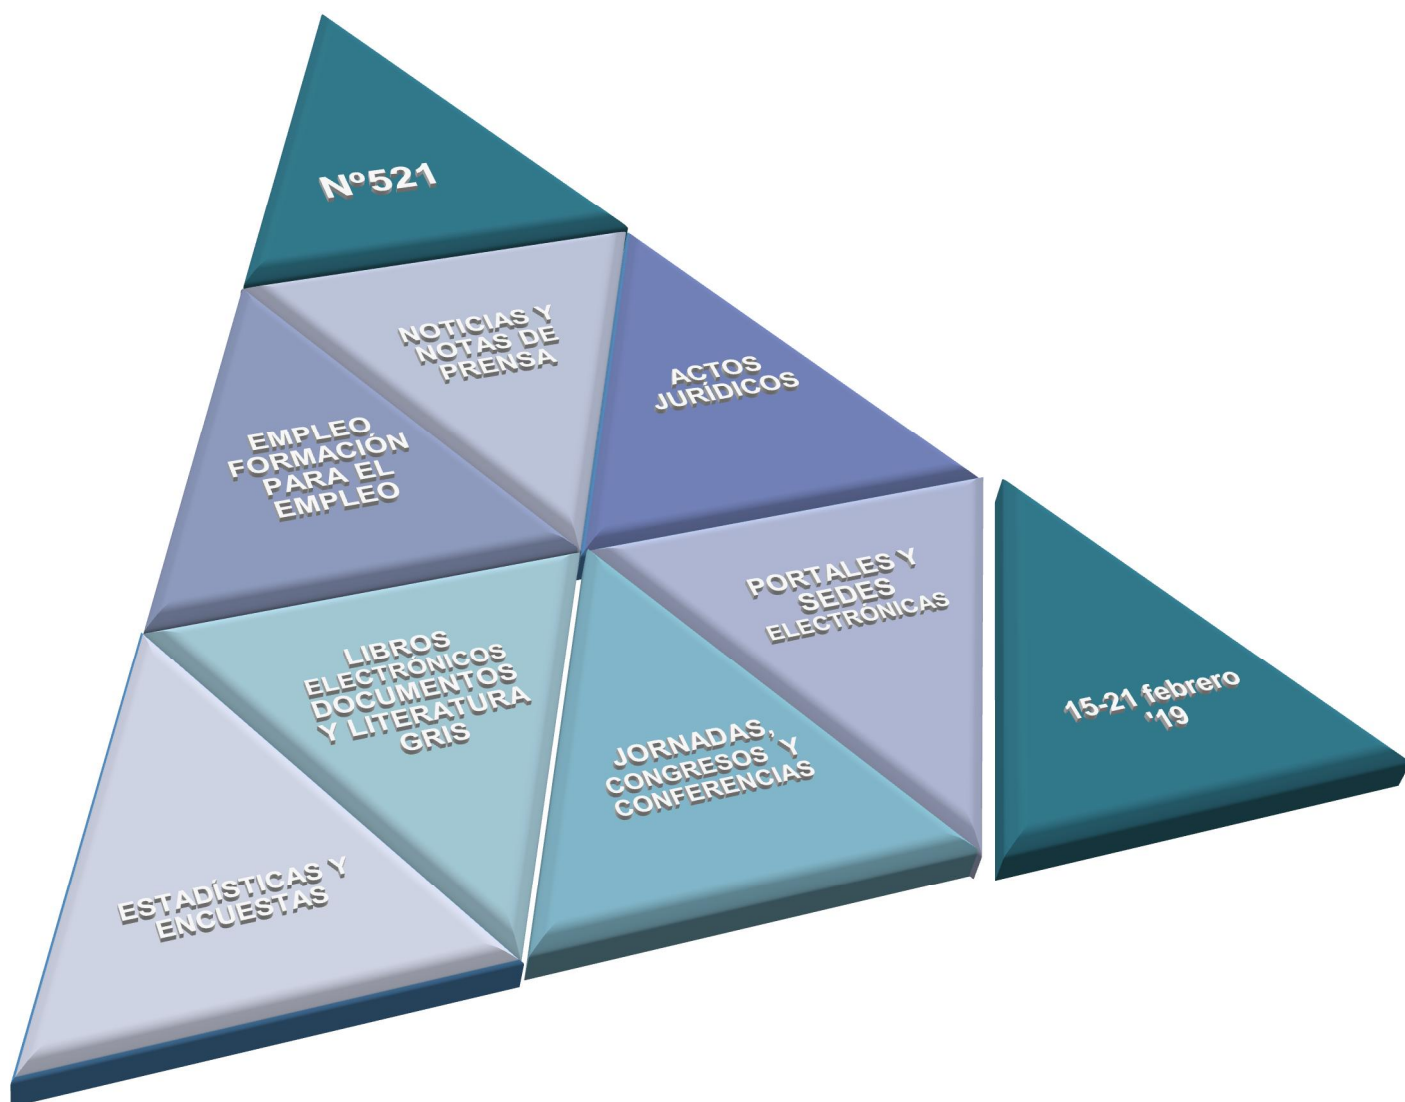 Nº521
NOTICIAS Y
NOTAS DE
PRENSA
ACTOS
JURÍDICOS
EMPLEO
FORMACIÓN
PARA EL
EMPLEO
PORTALES Y
SEDES
ELECTRÓNICAS
LIBROS
ELECTRÓNICOS
DOCUMENTOS
Y LITERATURA
GRIS
JORNADAS,
CONGRESOS Y
CONFERENCIAS
15-21 febrero
'19
ESTADÍSTICAS Y
ENCUESTAS